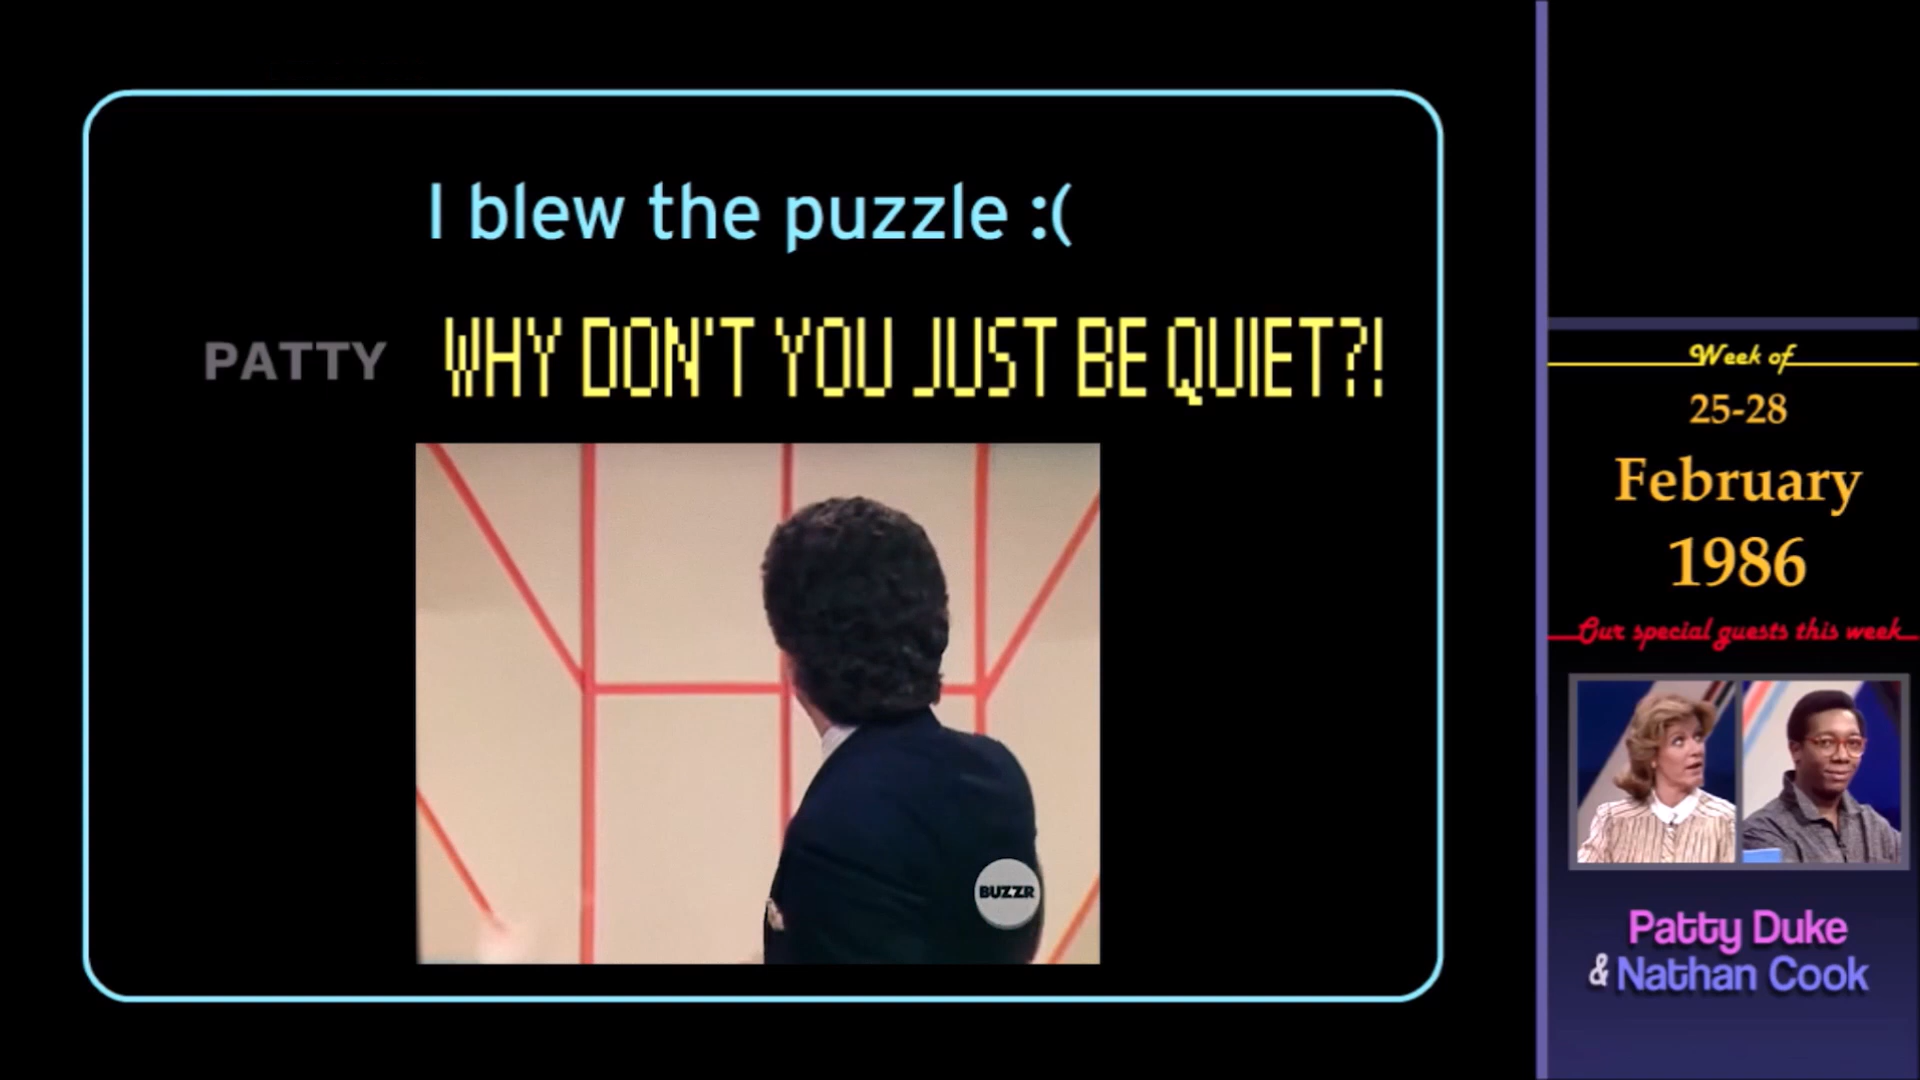 I blew the puzzle :(
PATTY WHY DON'T YOU JUST BE QUIET?!
BUZZR
Week of
25-28
February
1986
Our special guests this week
Patty Duke
& Nathan Cook